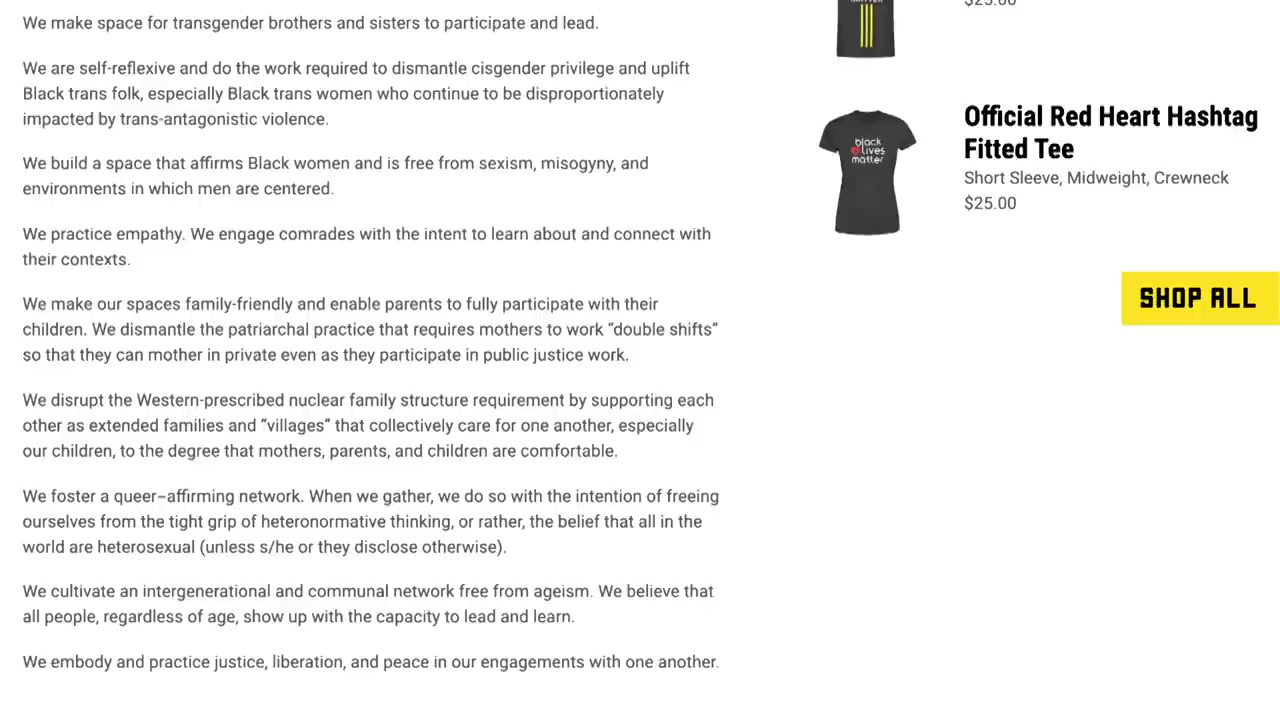 We make space for transgender brothers and sisters to participate and lead.
We are self-reflexive and do the work required to dismantle cisgender privilege and uplift
Black trans folk, especially Black trans women who continue to be disproportionately
impacted by trans-antagonistic violence.
We build a space that affirms Black women and is free from sexism, misogyny, and
environments in which men are centered.
We practice empathy. We engage comrades with the intent to learn about and connect with
their contexts.
We make our spaces family-friendly and enable parents to fully participate with their
children. We dismantle the patriarchal practice that requires mothers to work “double shifts”
so that they can mother in private even as they participate in public justice work.
We disrupt the Western-prescribed nuclear family structure requirement by supporting each
other as extended families and “villages” that collectively care for one another, especially
our children, to the degree that mothers, parents, and children are comfortable.
We foster a queer‐affirming network. When we gather, we do so with the intention of freeing
ourselves from the tight grip of heteronormative thinking, or rather, the belief that all in the
world are heterosexual (unless s/he or they disclose otherwise).
We cultivate an intergenerational and communal network free from ageism. We believe that
all people, regardless of age, show up with the capacity to lead and learn.
We embody and practice justice, liberation, and peace in our engagements with one another.
$25.00
black
lives
matter
Official Red Heart Hashtag
Fitted Tee
Short Sleeve, Midweight, Crewneck
$25.00
SHOP ALL